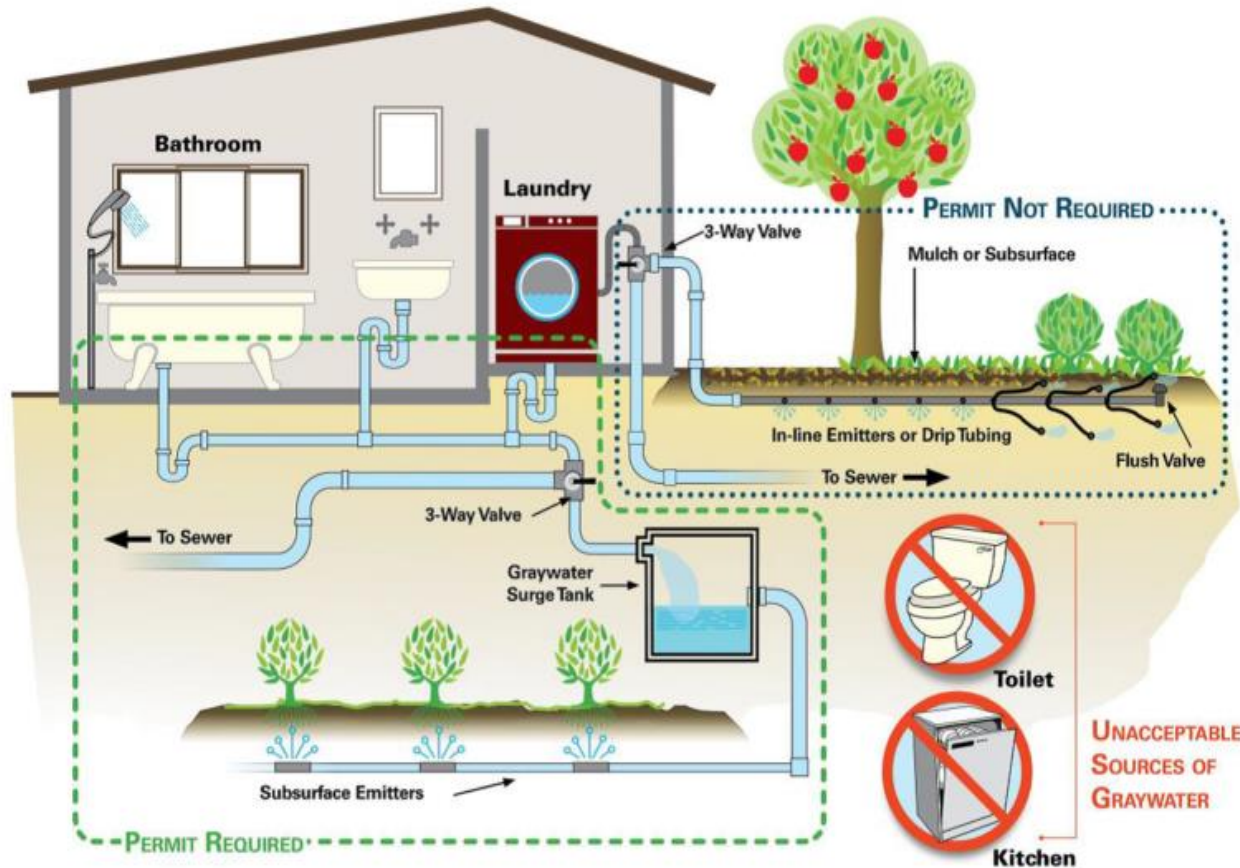 Bathroom
Laundry
PERMIT NOT REQUIRED
3-Way Valve
Mulch or Subsurface
In-line Emitters or Drip Tubing
Flush Valve
To Sewer
3-Way Valve
To Sewer
Graywater
Surge Tank
Toilet
UNACCEPTABLE
SOURCES OF
GRAYWATER
Subsurface Emitters
PERMIT REQUIRED
Kitchen